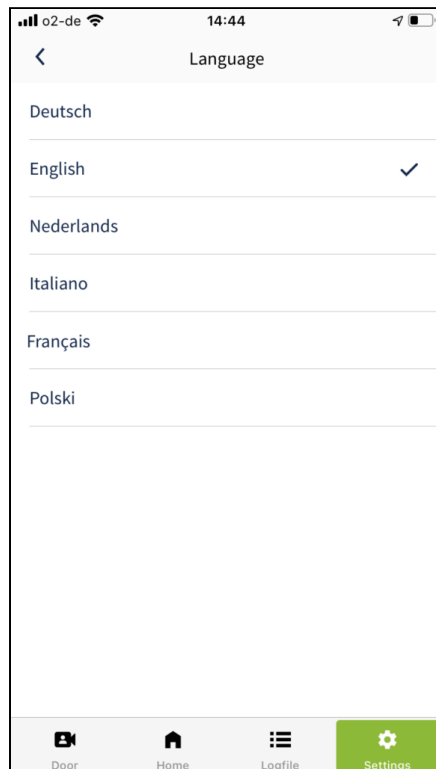 o2-de 14:44
Language
Deutsch
English
Nederlands
Italiano
Français
Polski
Door Home Logfile Settings